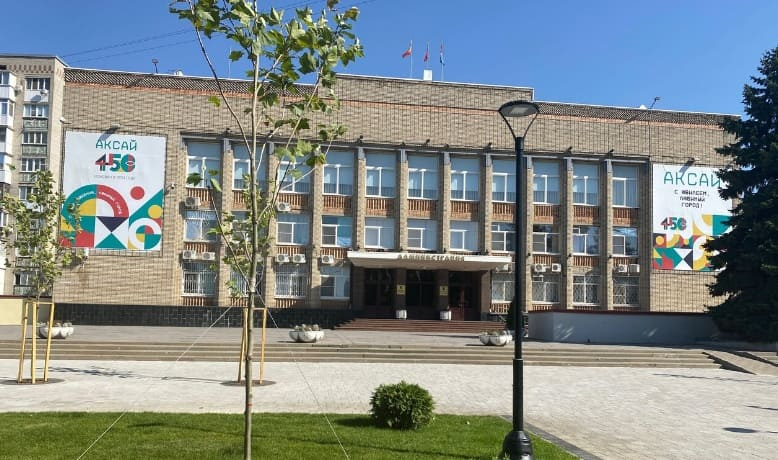 АКСАЙ
450
АДМИНИСТРАЦИЯ
АКСАЙ
С ЮБИЛЕЕМ,
ЛЮБИМЫЙ
ГОРОД!
450